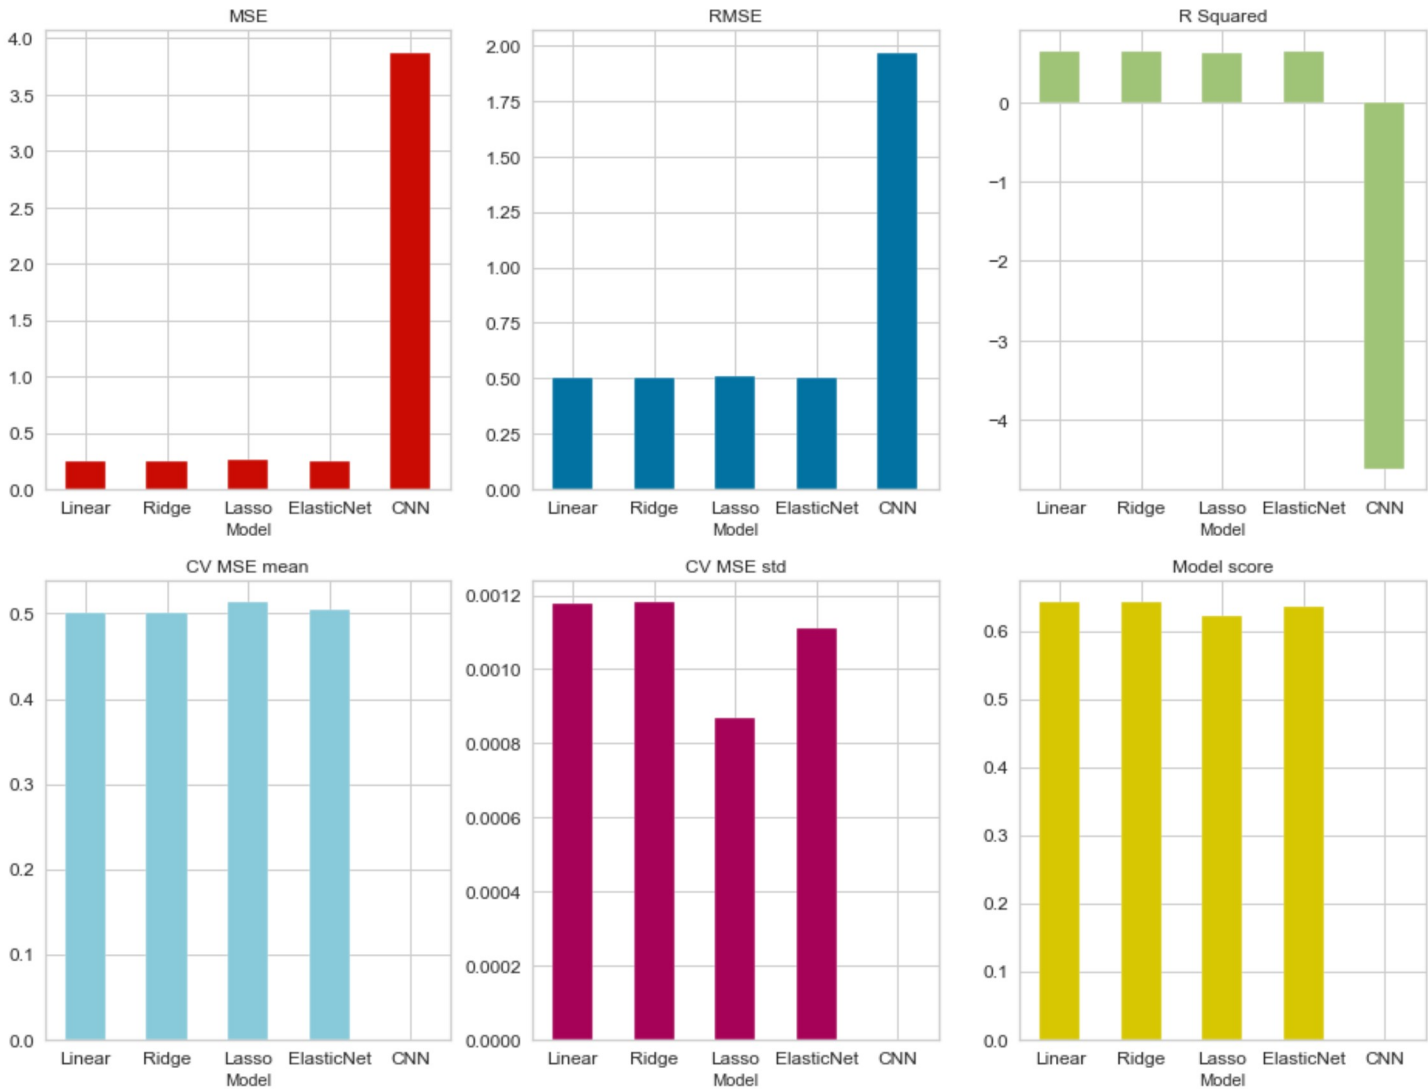 MSE
4.0
3.5
3.0
2.5
2.0
1.5
1.0
0.5
0.0
Linear Ridge Lasso ElasticNet CNN
Model
RMSE
2.00
1.75
1.50
1.25
1.00
0.75
0.50
0.25
0.00
Linear Ridge Lasso ElasticNet CNN
Model
R Squared
0
−1
−2
−3
−4
Linear Ridge Lasso ElasticNet CNN
Model
CV MSE mean
0.5
0.4
0.3
0.2
0.1
0.0
Linear Ridge Lasso ElasticNet CNN
Model
CV MSE std
0.0012
0.0010
0.0008
0.0006
0.0004
0.0002
0.0000
Linear Ridge Lasso ElasticNet CNN
Model
Model score
0.6
0.5
0.4
0.3
0.2
0.1
0.0
Linear Ridge Lasso ElasticNet CNN
Model